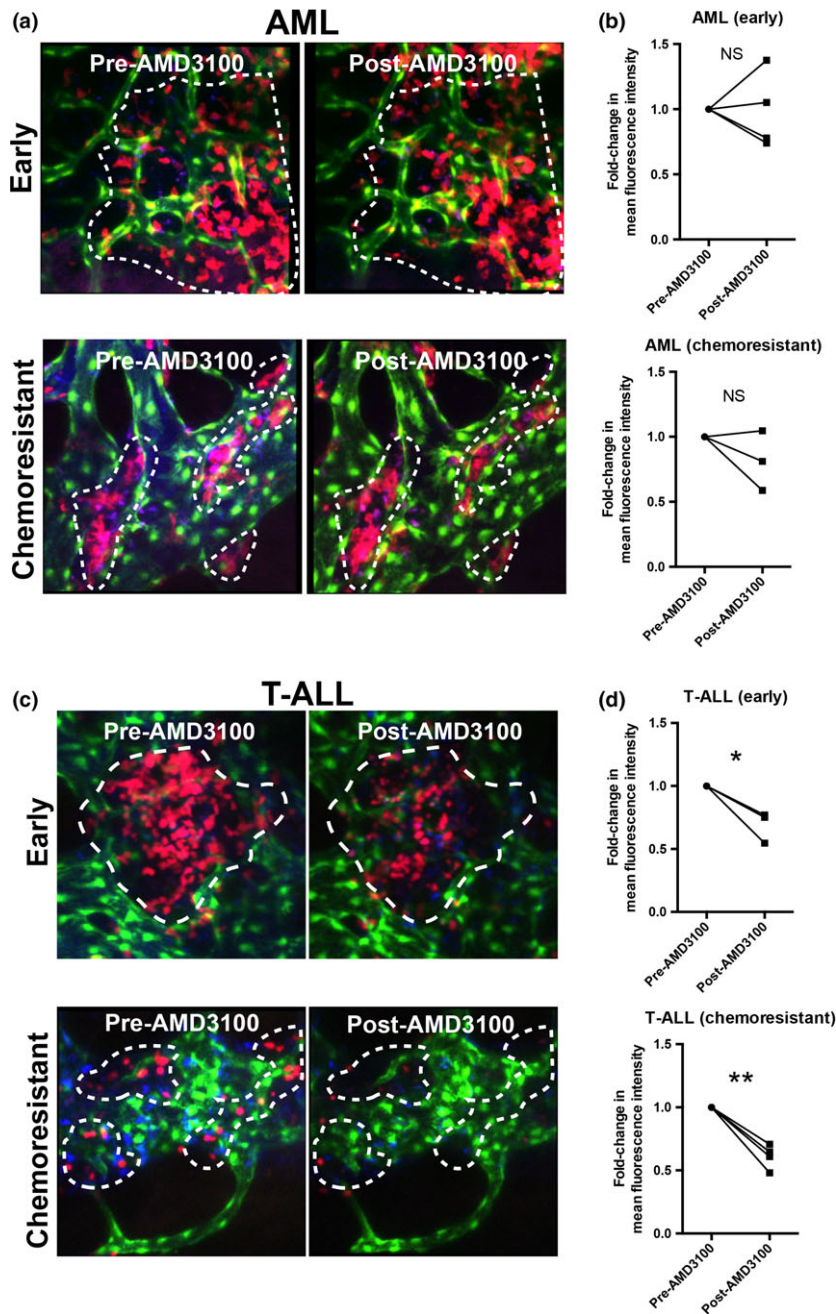 (a)
AML
Early
Pre-AMD3100
Post-AMD3100
Chemoresistant
Pre-AMD3100
Post-AMD3100
(b)
AML (early)
Fold-change in
mean fluorescence intensity
1.5
1.0
0.5
0.0
NS
Pre-AMD3100
Post-AMD3100
AML (chemoresistant)
Fold-change in
mean fluorescence intensity
1.5
1.0
0.5
0.0
NS
Pre-AMD3100
Post-AMD3100
(c)
T-ALL
Early
Pre-AMD3100
Post-AMD3100
Chemoresistant
Pre-AMD3100
Post-AMD3100
(d)
T-ALL (early)
Fold-change in
mean fluorescence intensity
1.5
1.0
0.5
0.0
*
Pre-AMD3100
Post-AMD3100
T-ALL (chemoresistant)
Fold-change in
mean fluorescence intensity
1.5
1.0
0.5
0.0
**
Pre-AMD3100
Post-AMD3100